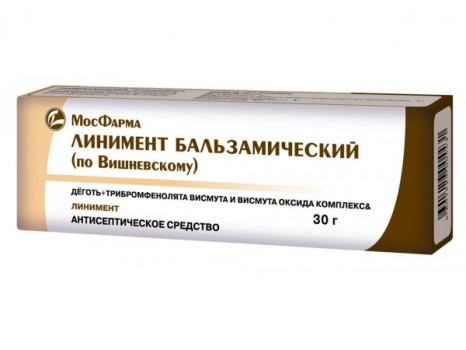 МосФарма
ЛИНИМЕНТ БАЛЬЗАМИЧЕСКИЙ
(по Вишневскому)
ДЁГОТЬ+ТРИБРОМФЕНОЛЯТА ВИСМУТА И ВИСМУТА ОКСИДА КОМПЛЕКС&
ЛИНИМЕНТ
АНТИСЕПТИЧЕСКОЕ СРЕДСТВО 30 г